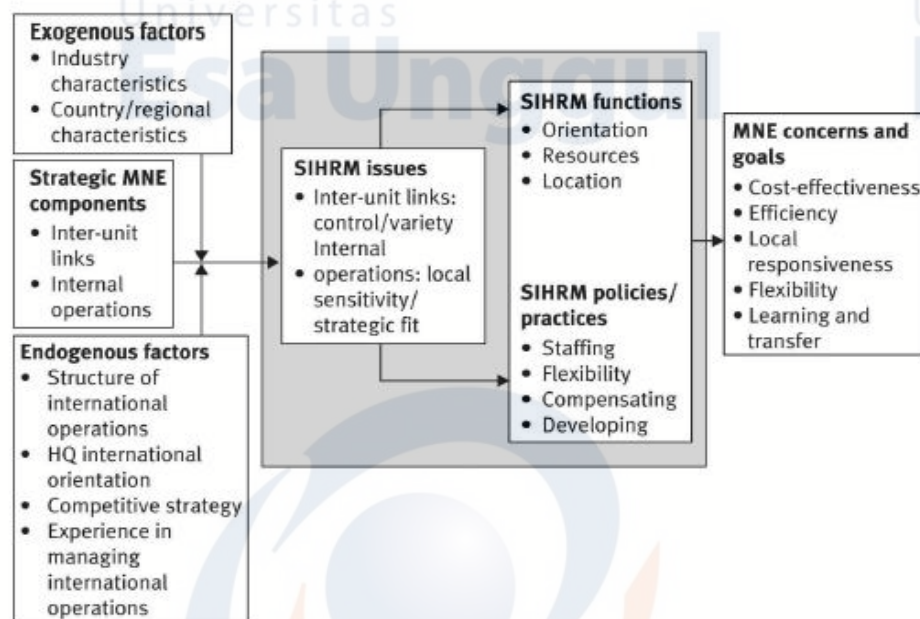 Universitas
Esa Unggul
Exogenous factors
• Industry
characteristics
• Country/regional
characteristics
Strategic MNE
components
• Inter-unit
links
• Internal
operations
Endogenous factors
• Structure of
international
operations
• HQ international
orientation
• Competitive strategy
• Experience in
managing
international
operations
SIHRM issues
• Inter-unit links:
control/variety
Internal
• operations: local
sensitivity/
strategic fit
SIHRM functions
• Orientation
• Resources
• Location
SIHRM policies/
practices
• Staffing
• Flexibility
• Compensating
• Developing
MNE concerns and
goals
• Cost-effectiveness
• Efficiency
• Local
responsiveness
• Flexibility
• Learning and
transfer